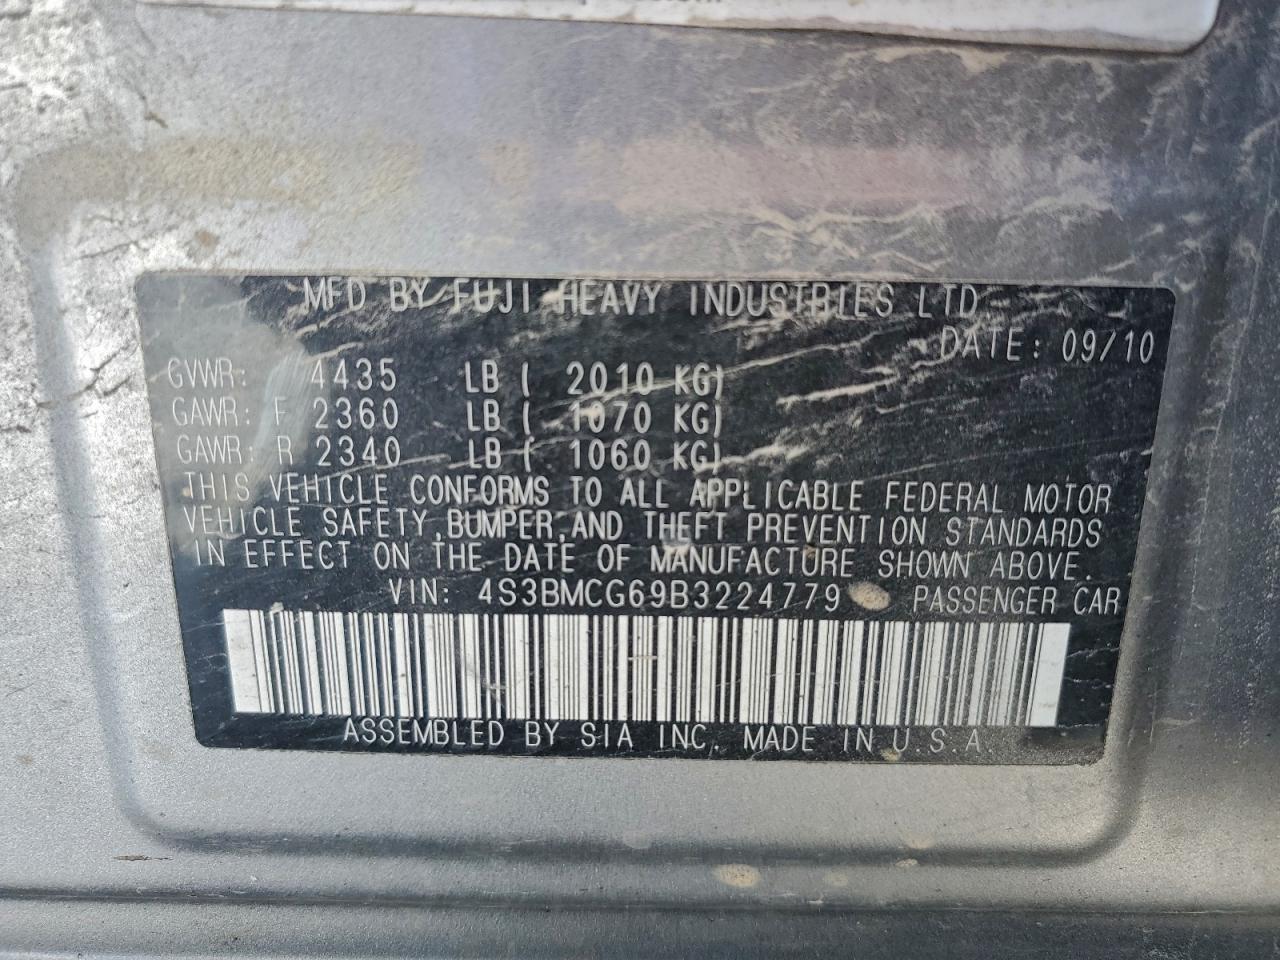 MFD BY FUJI HEAVY INDUSTRIES LTD.
DATE: 09/10
GVWR: 4435 LB ( 2010 KG)
GAWR: F 2360 LB ( 1070 KG)
GAWR: R 2340 LB ( 1060 KG)
THIS VEHICLE CONFORMS TO ALL APPLICABLE FEDERAL MOTOR
VEHICLE SAFETY,BUMPER,AND THEFT PREVENTION STANDARDS
IN EFFECT ON THE DATE OF MANUFACTURE SHOWN ABOVE.
VIN: 4S3BMCG69B3224779 PASSENGER CAR
ASSEMBLED BY SIA INC. MADE IN U.S.A.